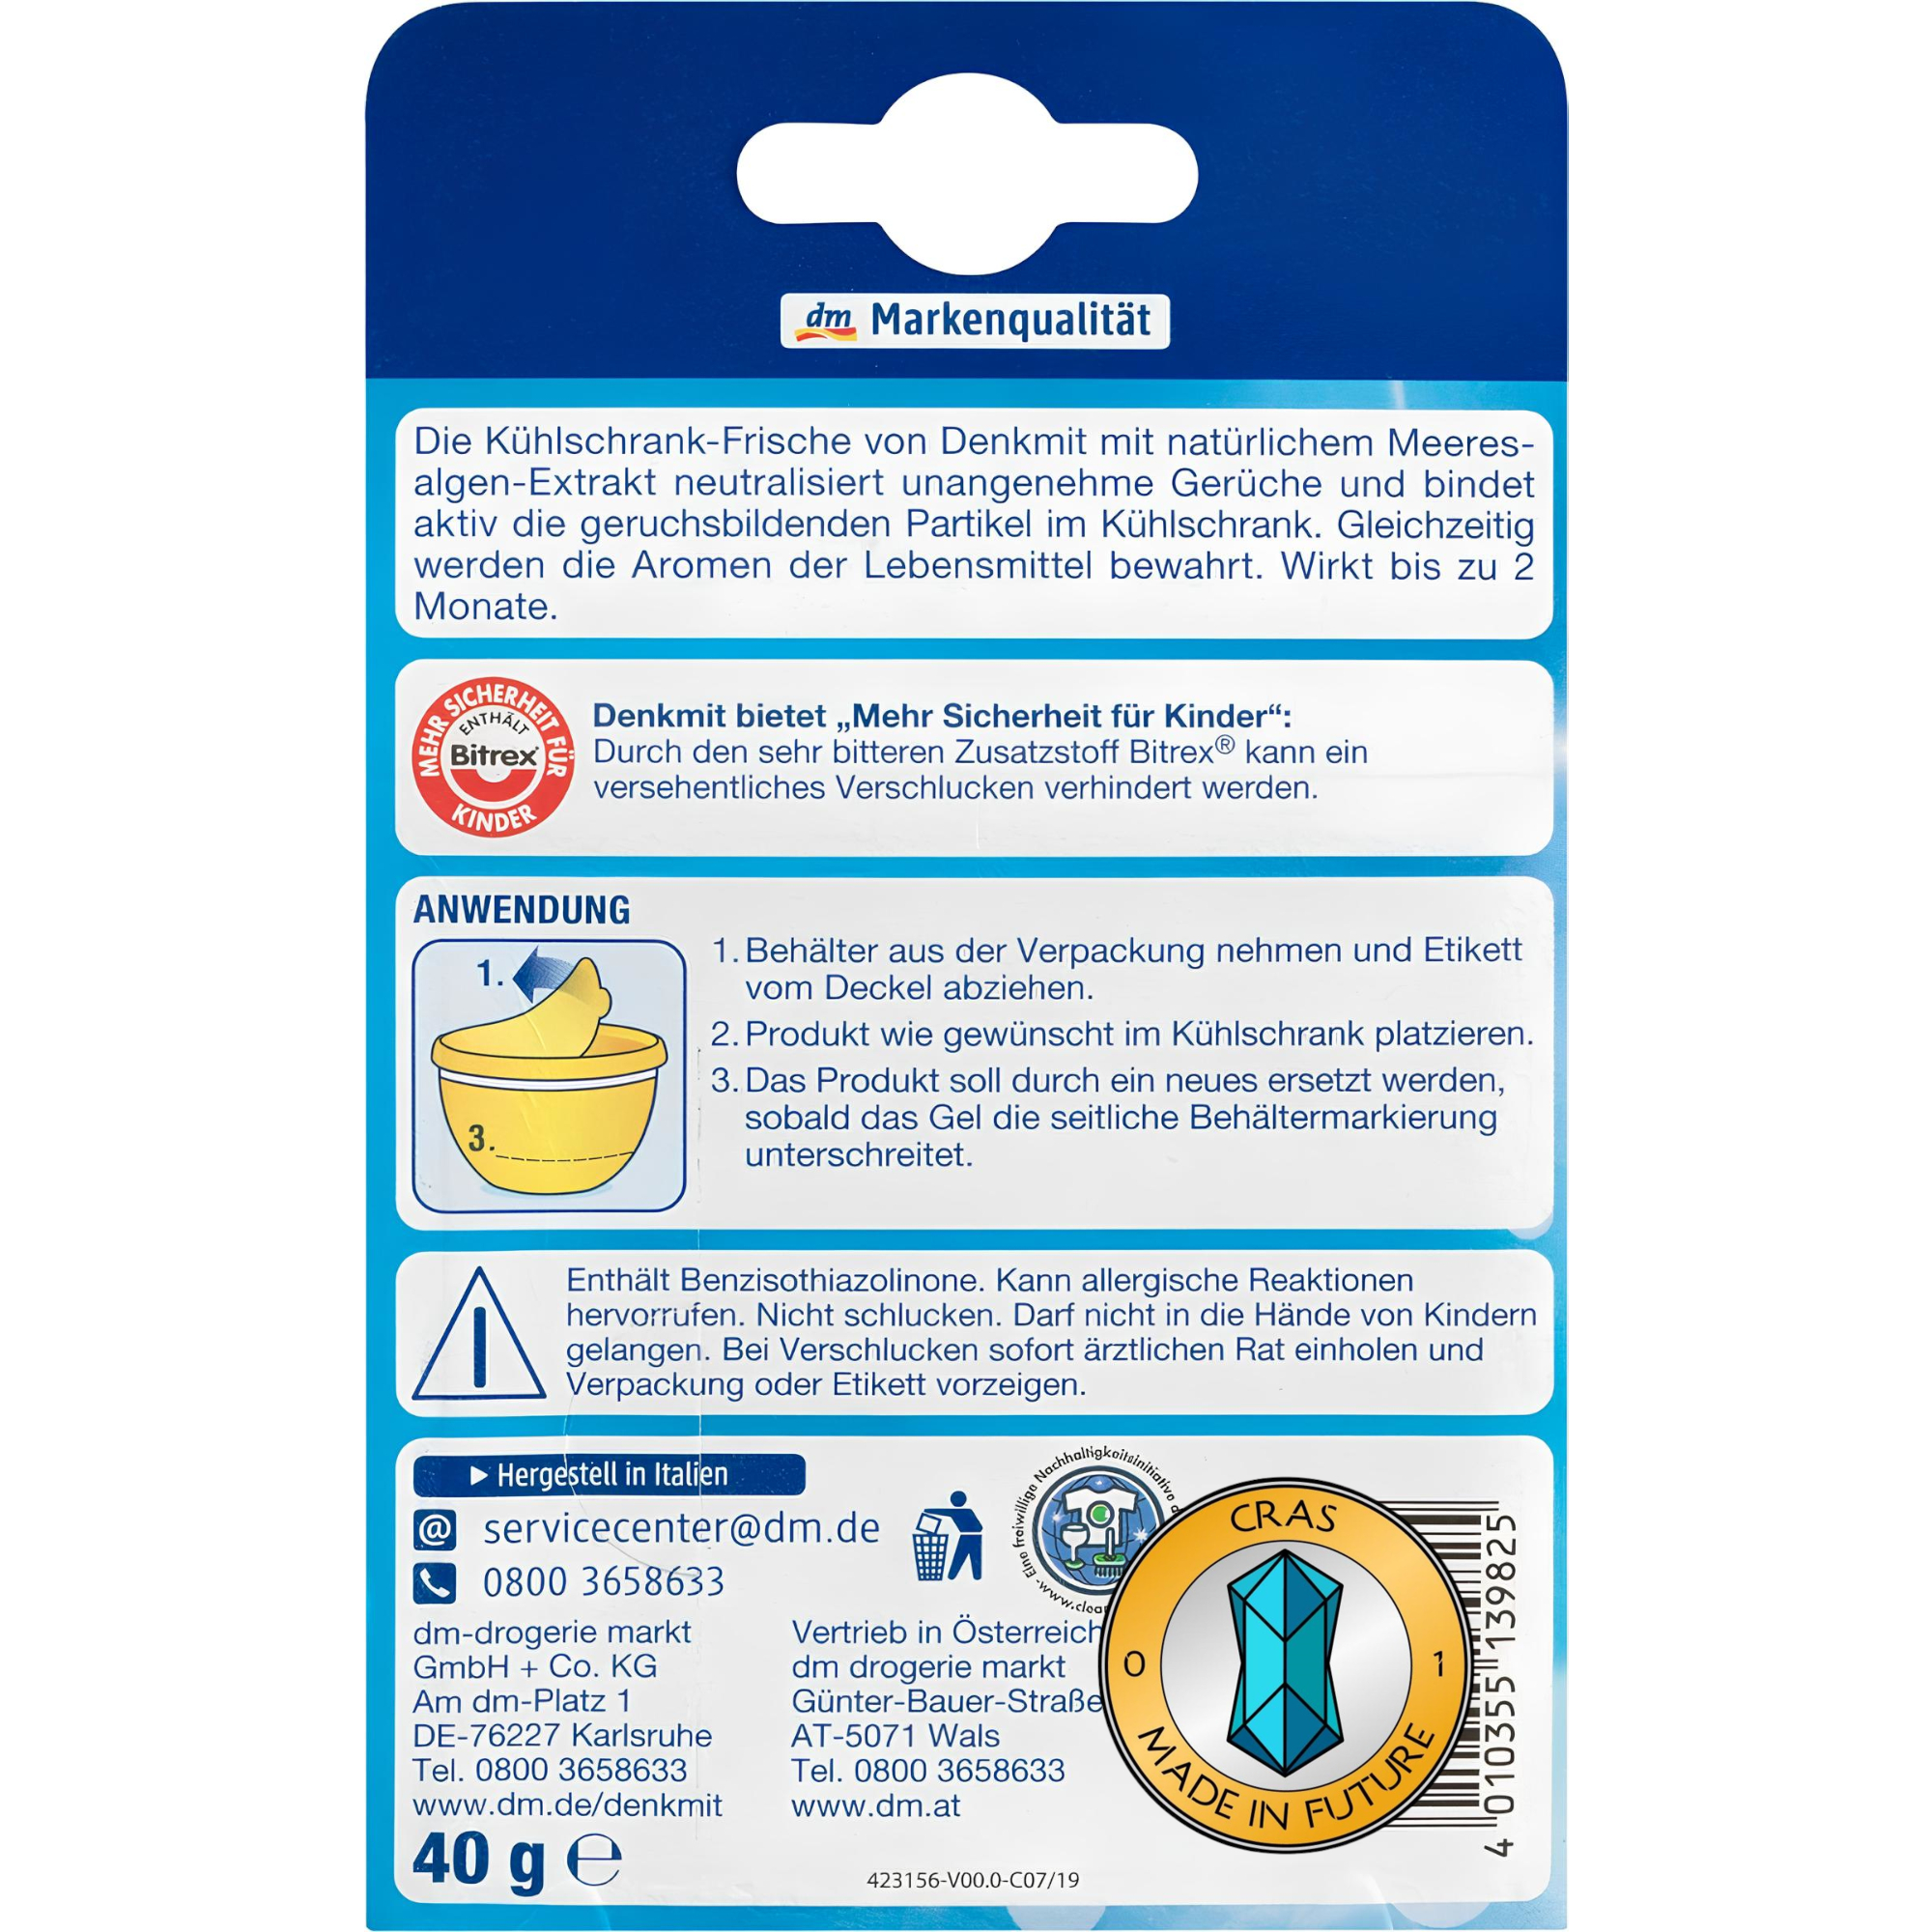 dm Markenqualität
Die Kühlschrank-Frische von Denkmit mit natürlichem Meeres-
algen-Extrakt neutralisiert unangenehme Gerüche und bindet
aktiv die geruchsbildenden Partikel im Kühlschrank. Gleichzeitig
werden die Aromen der Lebensmittel bewahrt. Wirkt bis zu 2
Monate.
MEHR SICHERHEIT FÜR
ENTHÄLT
Bitrex
KINDER
Denkmit bietet „Mehr Sicherheit für Kinder“:
Durch den sehr bitteren Zusatzstoff Bitrex® kann ein
versehentliches Verschlucken verhindert werden.
ANWENDUNG
1.
3.
1. Behälter aus der Verpackung nehmen und Etikett
vom Deckel abziehen.
2. Produkt wie gewünscht im Kühlschrank platzieren.
3. Das Produkt soll durch ein neues ersetzt werden,
sobald das Gel die seitliche Behältermarkierung
unterschreitet.
Enthält Benzisothiazolinone. Kann allergische Reaktionen
hervorrufen. Nicht schlucken. Darf nicht in die Hände von Kindern
gelangen. Bei Verschlucken sofort ärztlichen Rat einholen und
Verpackung oder Etikett vorzeigen.
Hergestellt in Italien
@ servicecenter@dm.de
0800 3658633
Eine freiwillige Nachhaltigkeitsinitiative
dm-drogerie markt
GmbH + Co. KG
Am dm-Platz 1
DE-76227 Karlsruhe
Tel. 0800 3658633
www.dm.de/denkmit
Vertrieb in Österreich
dm drogerie markt
Günter-Bauer-Straße
AT-5071 Wals
Tel. 0800 3658633
www.dm.at
CRAS
0 1
MADE IN FUTURE
4 010355 139825
40 g ℮
423156-V00.0-C07/19